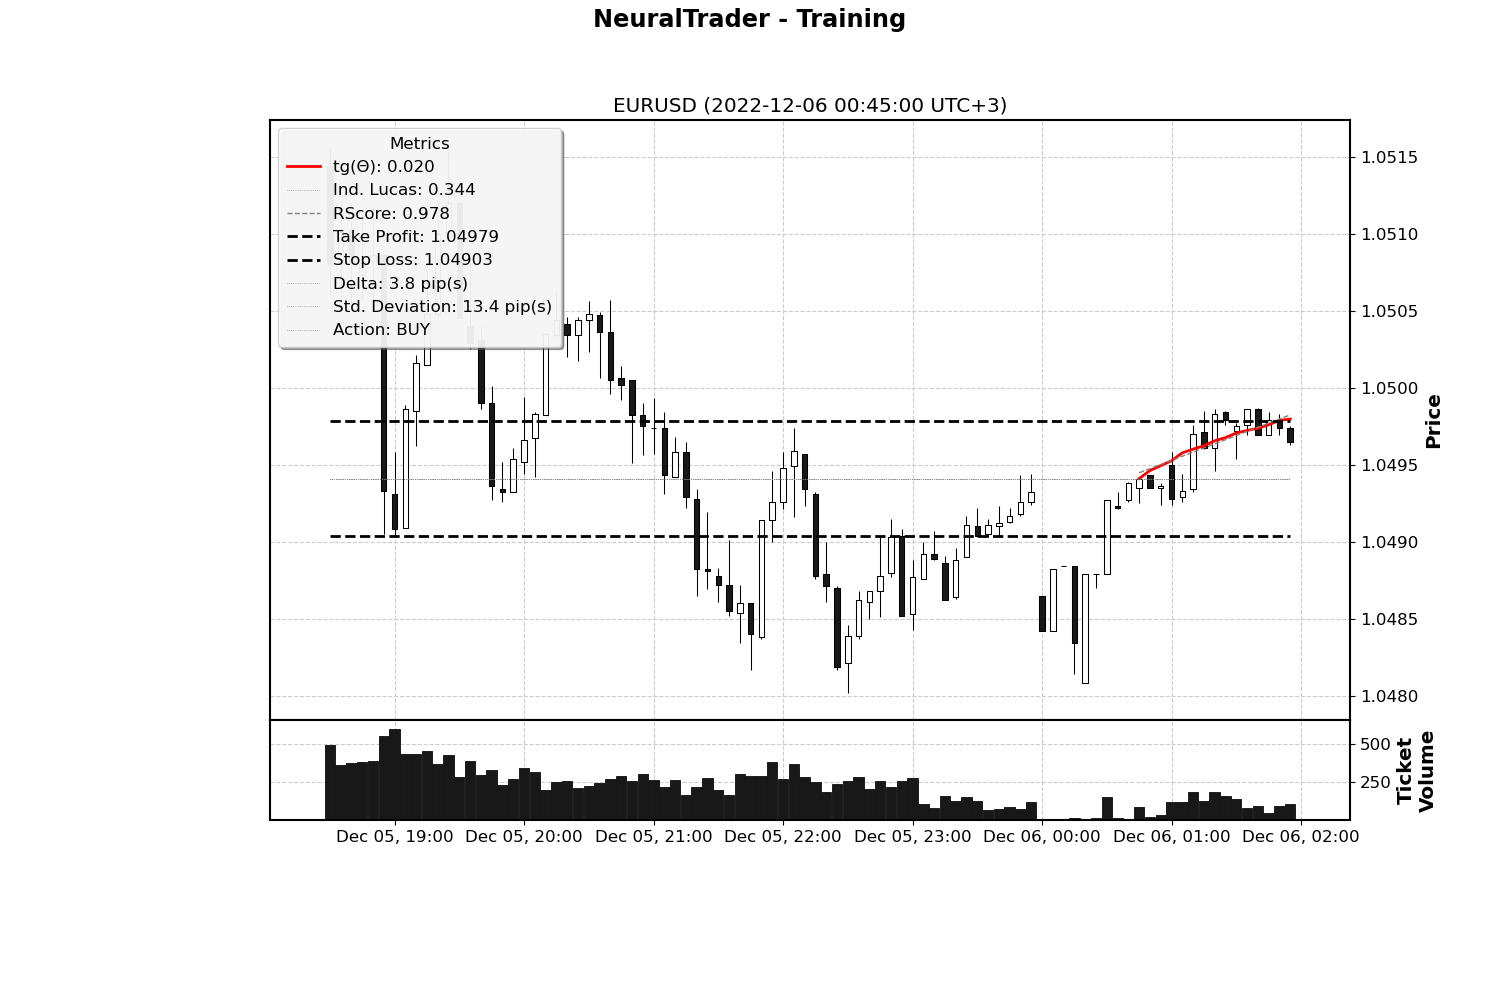 NeuralTrader - Training
EURUSD (2022-12-06 00:45:00 UTC+3)
Metrics
tg(Θ): 0.020
Ind. Lucas: 0.344
RScore: 0.978
Take Profit: 1.04979
Stop Loss: 1.04903
Delta: 3.8 pip(s)
Std. Deviation: 13.4 pip(s)
Action: BUY
1.0515
1.0510
1.0505
1.0500
1.0495
1.0490
1.0485
1.0480
Price
500
250
Ticket
Volume
Dec 05, 19:00
Dec 05, 20:00
Dec 05, 21:00
Dec 05, 22:00
Dec 05, 23:00
Dec 06, 00:00
Dec 06, 01:00
Dec 06, 02:00